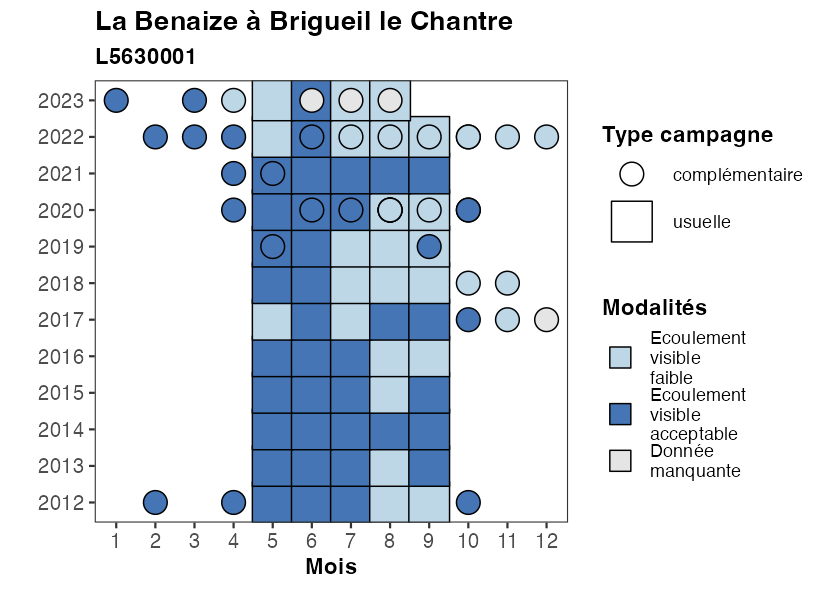 La Benaize à Brigueil le Chantre
L5630001
2023
2022
2021
2020
2019
2018
2017
2016
2015
2014
2013
2012
1 2 3 4 5 6 7 8 9 10 11 12
Mois
Type campagne
complémentaire
usuelle
Modalités
Ecoulement
visible
faible
Ecoulement
visible
acceptable
Donnée
manquante